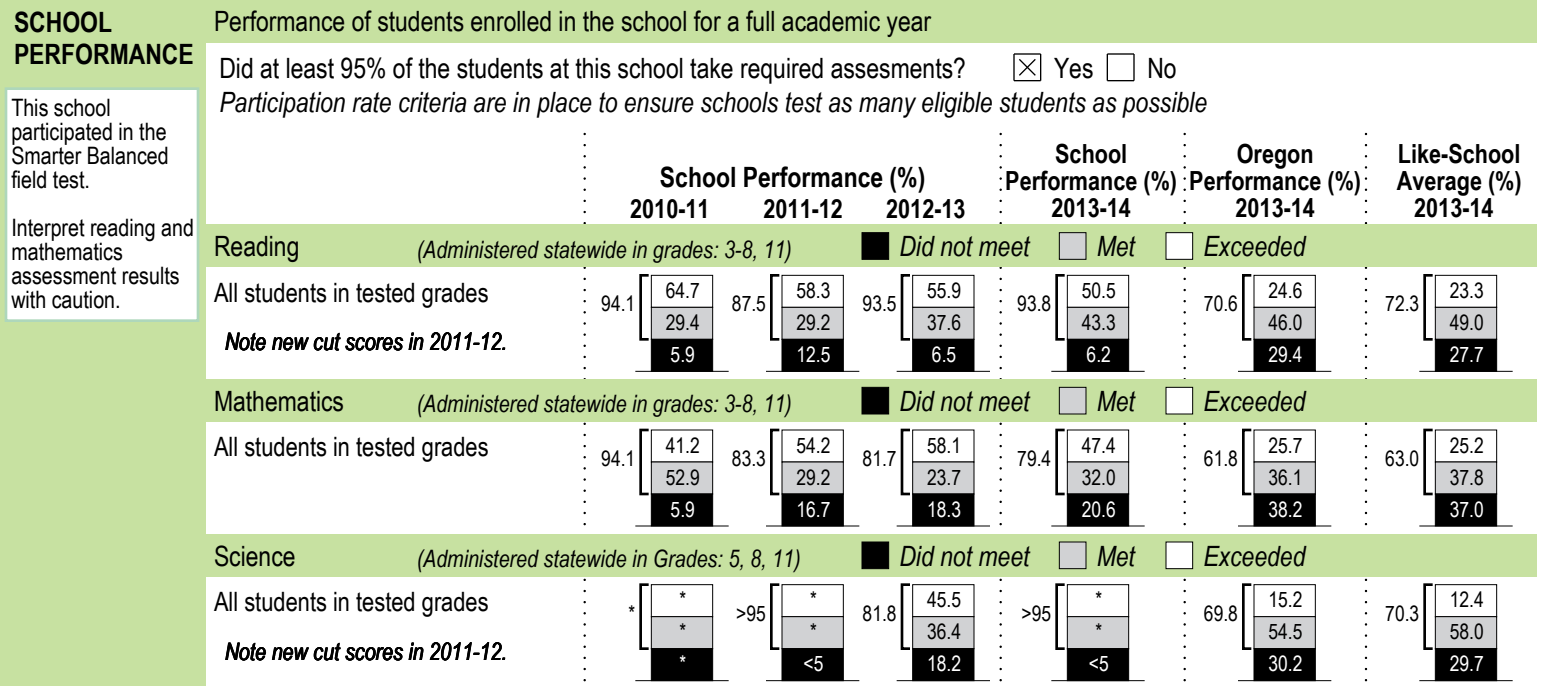 SCHOOL
PERFORMANCE
This school
participated in the
Smarter Balanced
field test.
Interpret reading and
mathematics
assessment results
with caution.
Performance of students enrolled in the school for a full academic year
Did at least 95% of the students at this school take required assesments? Yes No
Participation rate criteria are in place to ensure schools test as many eligible students as possible
School Performance (%)
2010-11 2011-12 2012-13
School
Performance (%)
2013-14
Oregon
Performance (%)
2013-14
Like-School
Average (%)
2013-14
Reading (Administered statewide in grades: 3-8, 11) Did not meet Met Exceeded
All students in tested grades
Note new cut scores in 2011-12.
94.1 64.7 29.4 5.9
87.5 58.3 29.2 12.5
93.5 55.9 37.6 6.5
93.8 50.5 43.3 6.2
70.6 24.6 46.0 29.4
72.3 23.3 49.0 27.7
Mathematics (Administered statewide in grades: 3-8, 11) Did not meet Met Exceeded
All students in tested grades
94.1 41.2 52.9 5.9
83.3 54.2 29.2 16.7
81.7 58.1 23.7 18.3
79.4 47.4 32.0 20.6
61.8 25.7 36.1 38.2
63.0 25.2 37.8 37.0
Science (Administered statewide in Grades: 5, 8, 11) Did not meet Met Exceeded
All students in tested grades
Note new cut scores in 2011-12.
* * * *
>95 * * <5
81.8 45.5 36.4 18.2
>95 * * <5
69.8 15.2 54.5 30.2
70.3 12.4 58.0 29.7